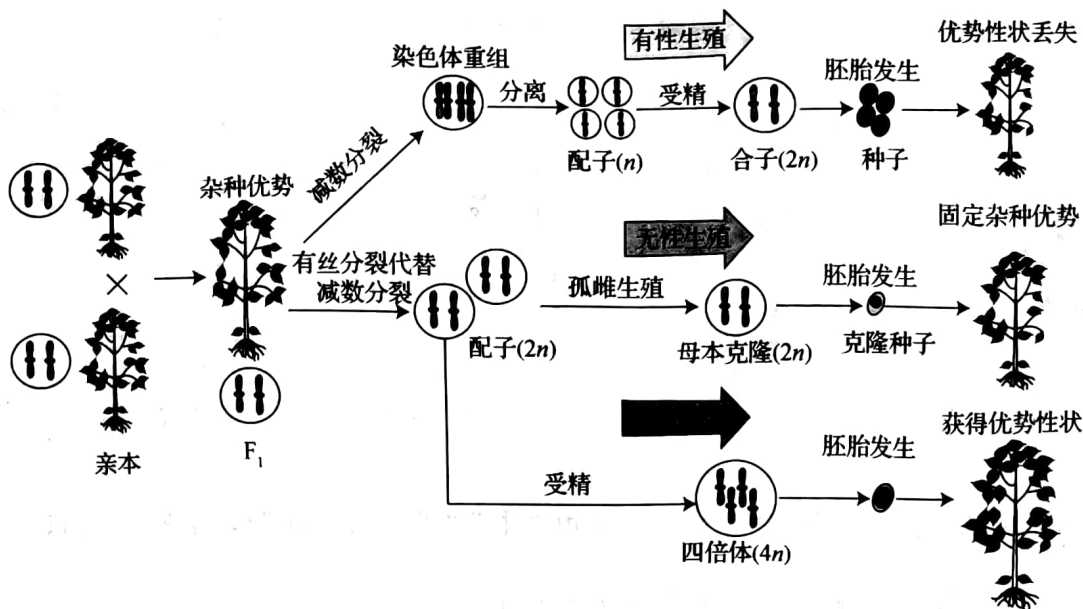 有性生殖
优势性状丢失
染色体重组
胚胎发生
分离
受精
减数分裂
配子(n)
合子(2n)
种子
杂种优势
无性生殖
固定杂种优势
有丝分裂代替
减数分裂
孤雌生殖
胚胎发生
配子(2n)
母本克隆(2n)
克隆种子
×
亲本
F₁
获得优势性状
胚胎发生
受精
四倍体(4n)